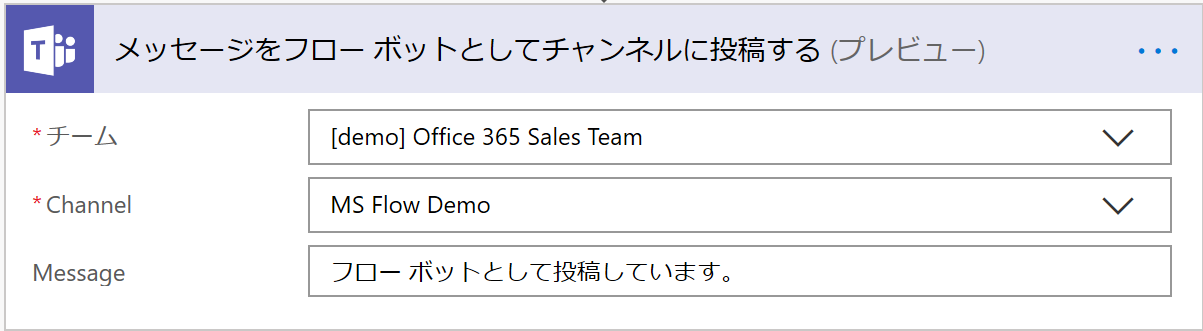 メッセージをフロー ボットとしてチャンネルに投稿する (プレビュー)
* チーム
[demo] Office 365 Sales Team
* Channel
MS Flow Demo
Message
フロー ボットとして投稿しています。